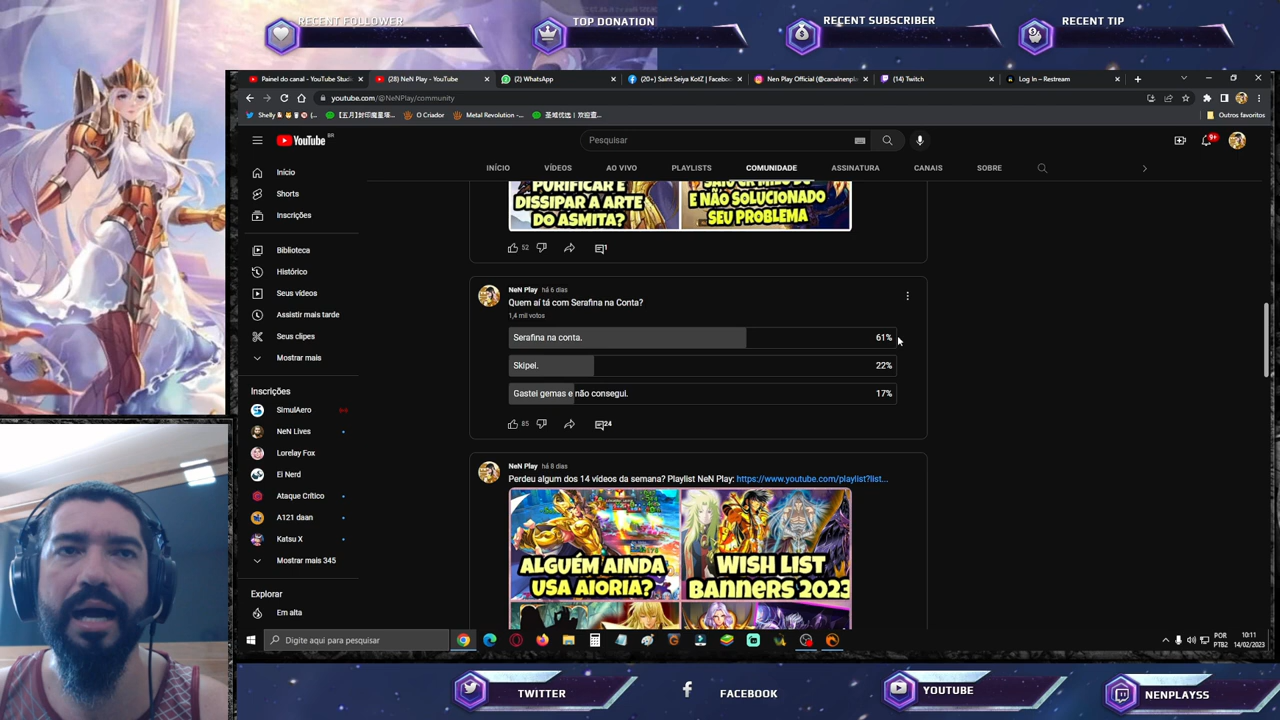 RECENT FOLLOWER
TOP DONATION
RECENT SUBSCRIBER
RECENT TIP
Painel do canal - YouTube Studi
(28) NeN Play - YouTube
(2) WhatsApp
(20+) Saint Seiya KotZ | Faceboo
Nen Play Official (@canalnenpla
(14) Twitch
Log In – Restream
youtube.com/@NeNPlay/community
O Criador
Metal Revolution -...
Outros favoritos
YouTube BR
Pesquisar
9+
INÍCIO
VÍDEOS
AO VIVO
PLAYLISTS
COMUNIDADE
ASSINATURA
CANAIS
SOBRE
Início
Shorts
Inscrições
Biblioteca
Histórico
Seus vídeos
Assistir mais tarde
Seus clipes
Mostrar mais
Inscrições
SimulAero
NeN Lives
Lorelay Fox
Ei Nerd
Ataque Crítico
A121 daan
Katsu X
Mostrar mais 345
Explorar
Em alta
PURIFICAR E
DISSIPAR A ARTE
DO ASMITA?
E NÃO SOLUCIONADO
SEU PROBLEMA
52
1
NeN Play há 6 dias
Quem aí tá com Serafina na Conta?
1,4 mil votos
Serafina na conta. 61%
Skipei. 22%
Gastei gemas e não consegui. 17%
85
24
NeN Play há 8 dias
Perdeu algum dos 14 vídeos da semana? Playlist NeN Play: https://www.youtube.com/playlist?list...
ALGUÉM AINDA
USA AIORIA?
WISH LIST
BANNERS 2023
Digite aqui para pesquisar
POR
PTB2
10:11
14/02/2023
TWITTER
FACEBOOK
YOUTUBE
NENPLAYSS